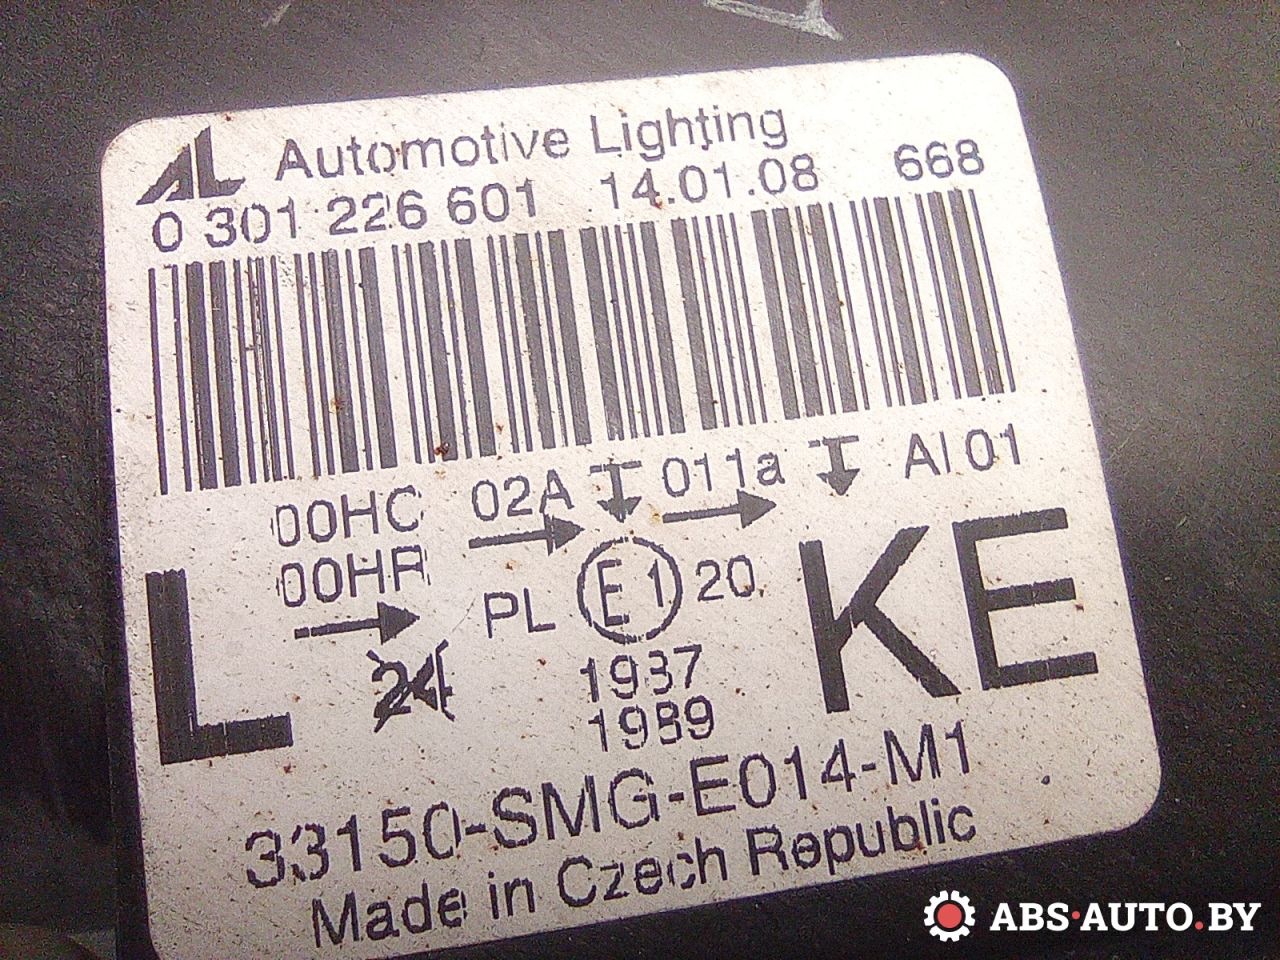 AL Automotive Lighting
0 301 226 601 14.01.08 668
00HC 02A 011a AI 01
00HR
L PL E1 20 KE
24
1937
1989
33150-SMG-E014-M1
Made in Czech Republic
ABS·AUTO.BY